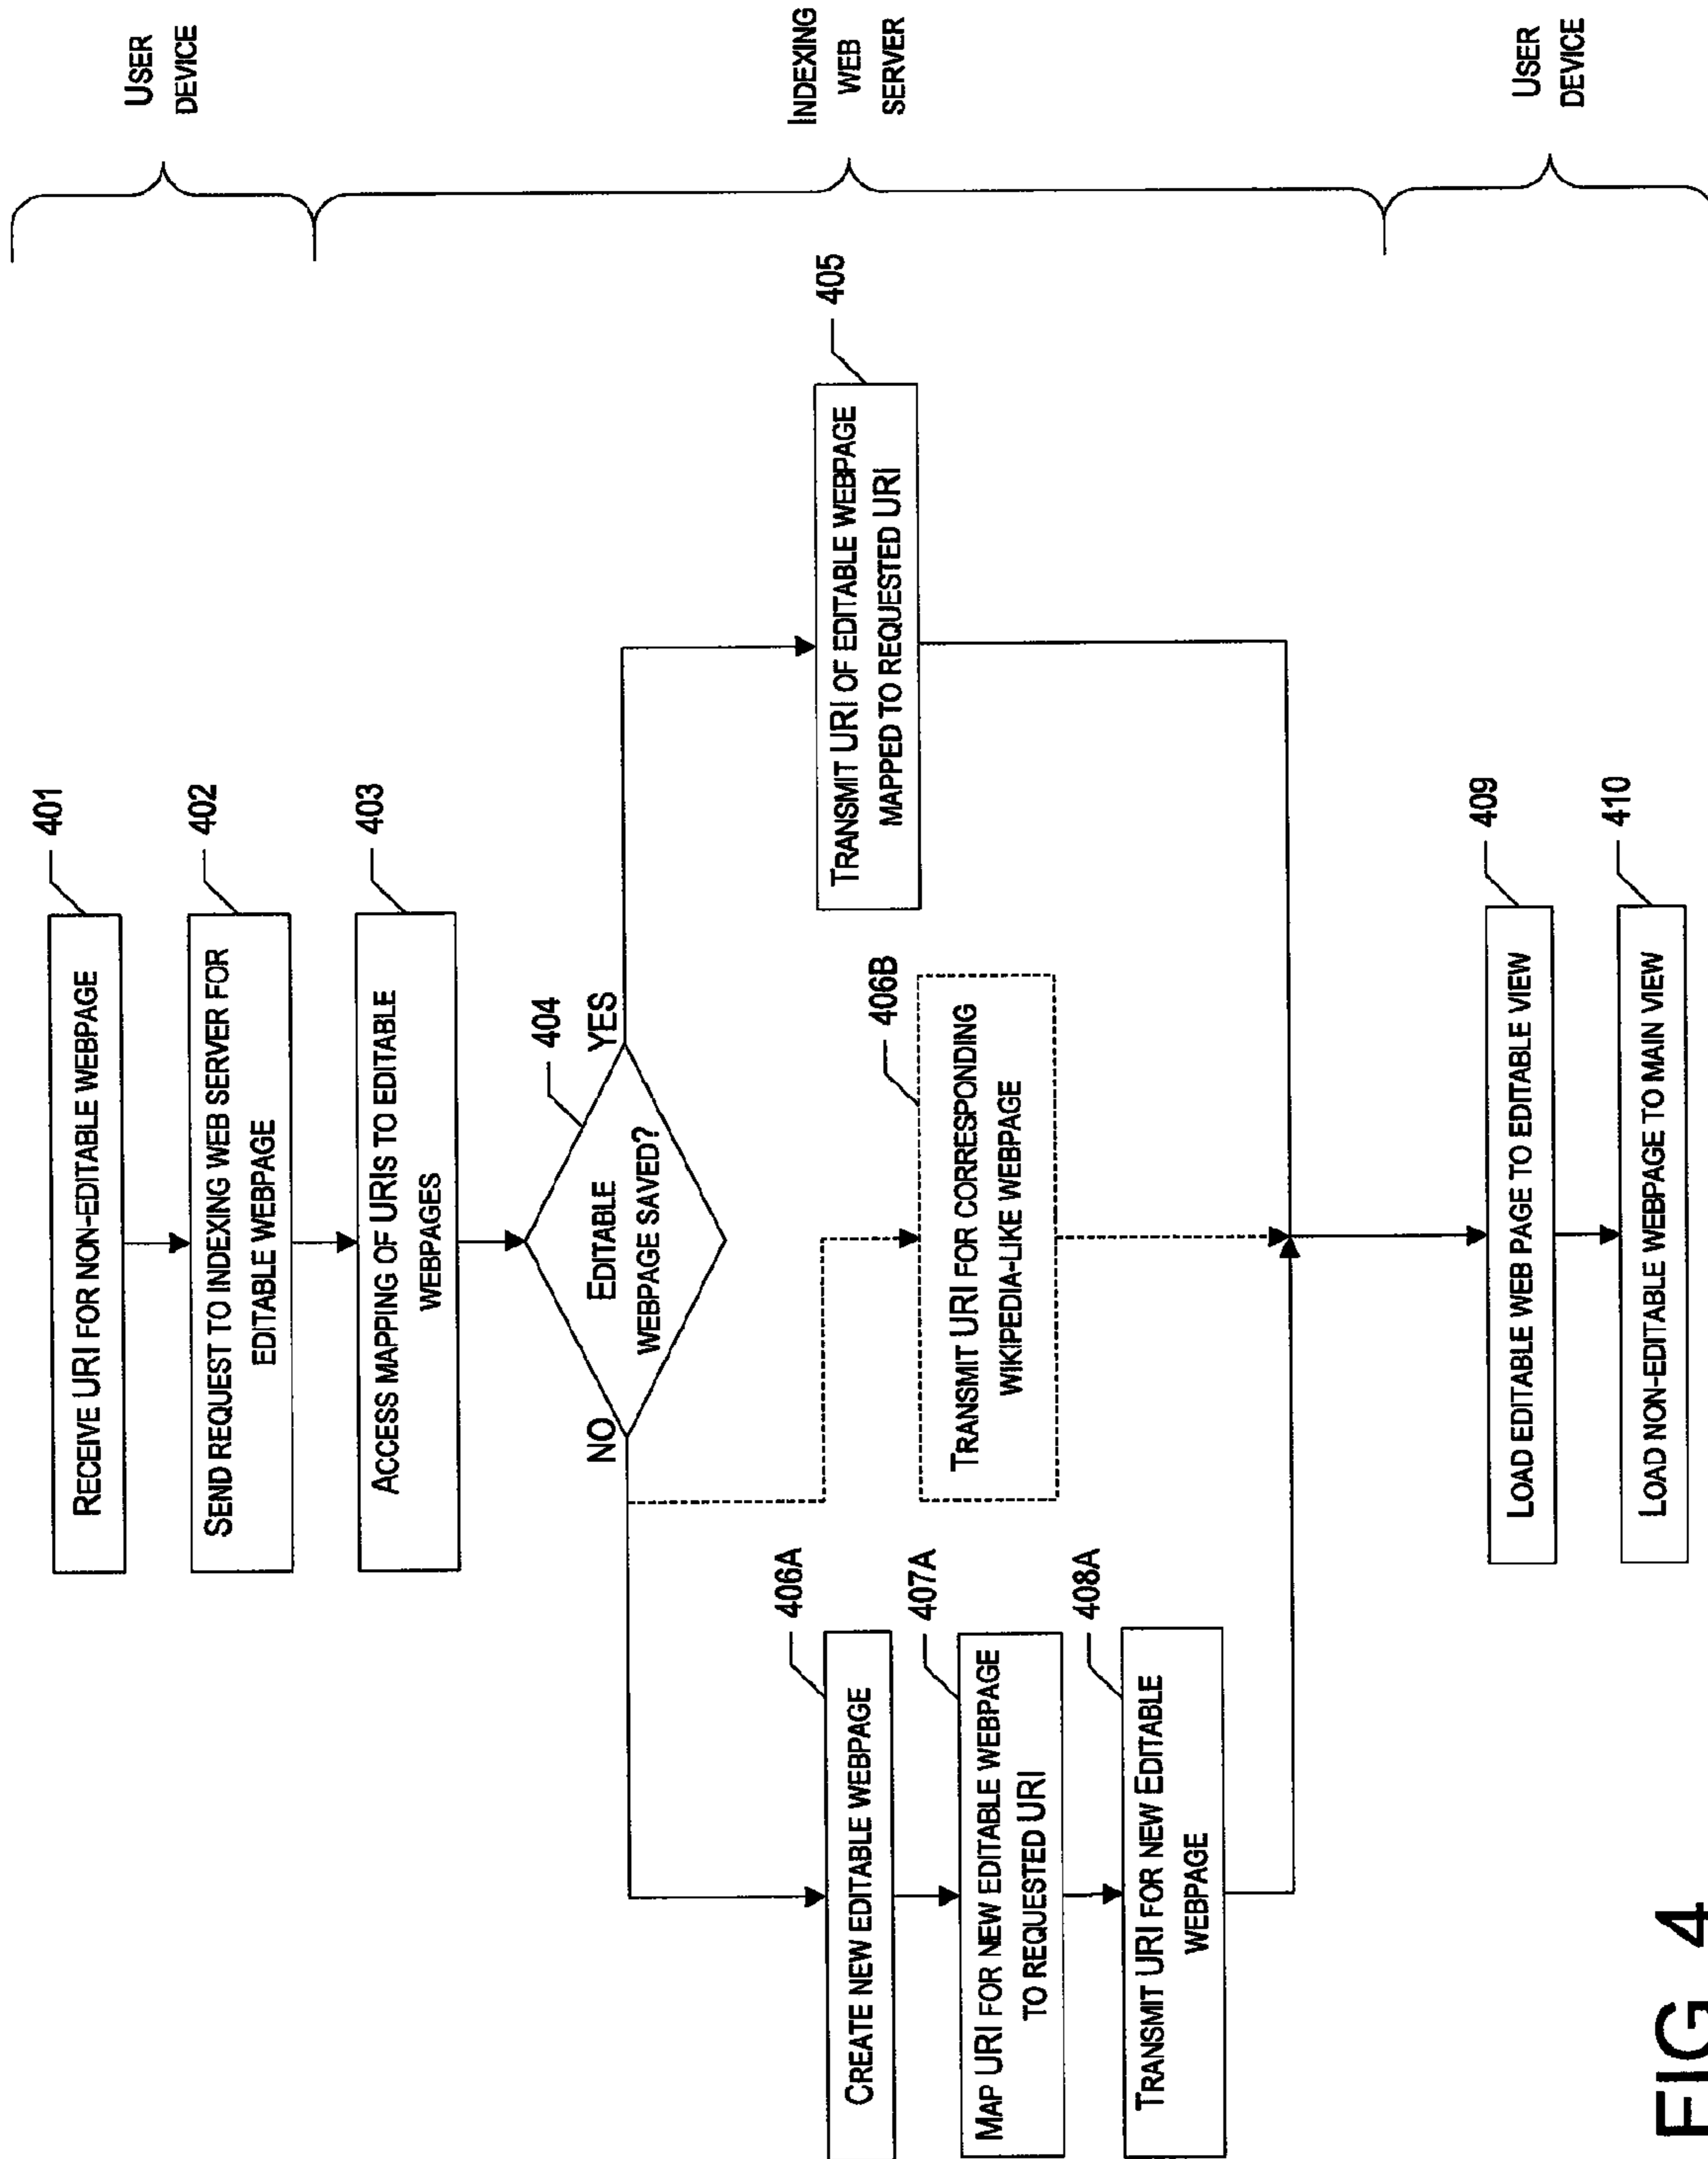 401
RECEIVE URI FOR NON-EDITABLE WEBPAGE
402
SEND REQUEST TO INDEXING WEB SERVER FOR
EDITABLE WEBPAGE
403
ACCESS MAPPING OF URIS TO EDITABLE
WEBPAGES
404
EDITABLE
WEBPAGE SAVED?
NO
YES
406A
CREATE NEW EDITABLE WEBPAGE
407A
MAP URI FOR NEW EDITABLE WEBPAGE
TO REQUESTED URI
408A
TRANSMIT URI FOR NEW EDITABLE
WEBPAGE
406B
TRANSMIT URI FOR CORRESPONDING
WIKIPEDIA-LIKE WEBPAGE
405
TRANSMIT URI OF EDITABLE WEBPAGE
MAPPED TO REQUESTED URI
409
LOAD EDITABLE WEB PAGE TO EDITABLE VIEW
410
LOAD NON-EDITABLE WEBPAGE TO MAIN VIEW
USER
DEVICE
INDEXING
WEB
SERVER
USER
DEVICE
FIG 4